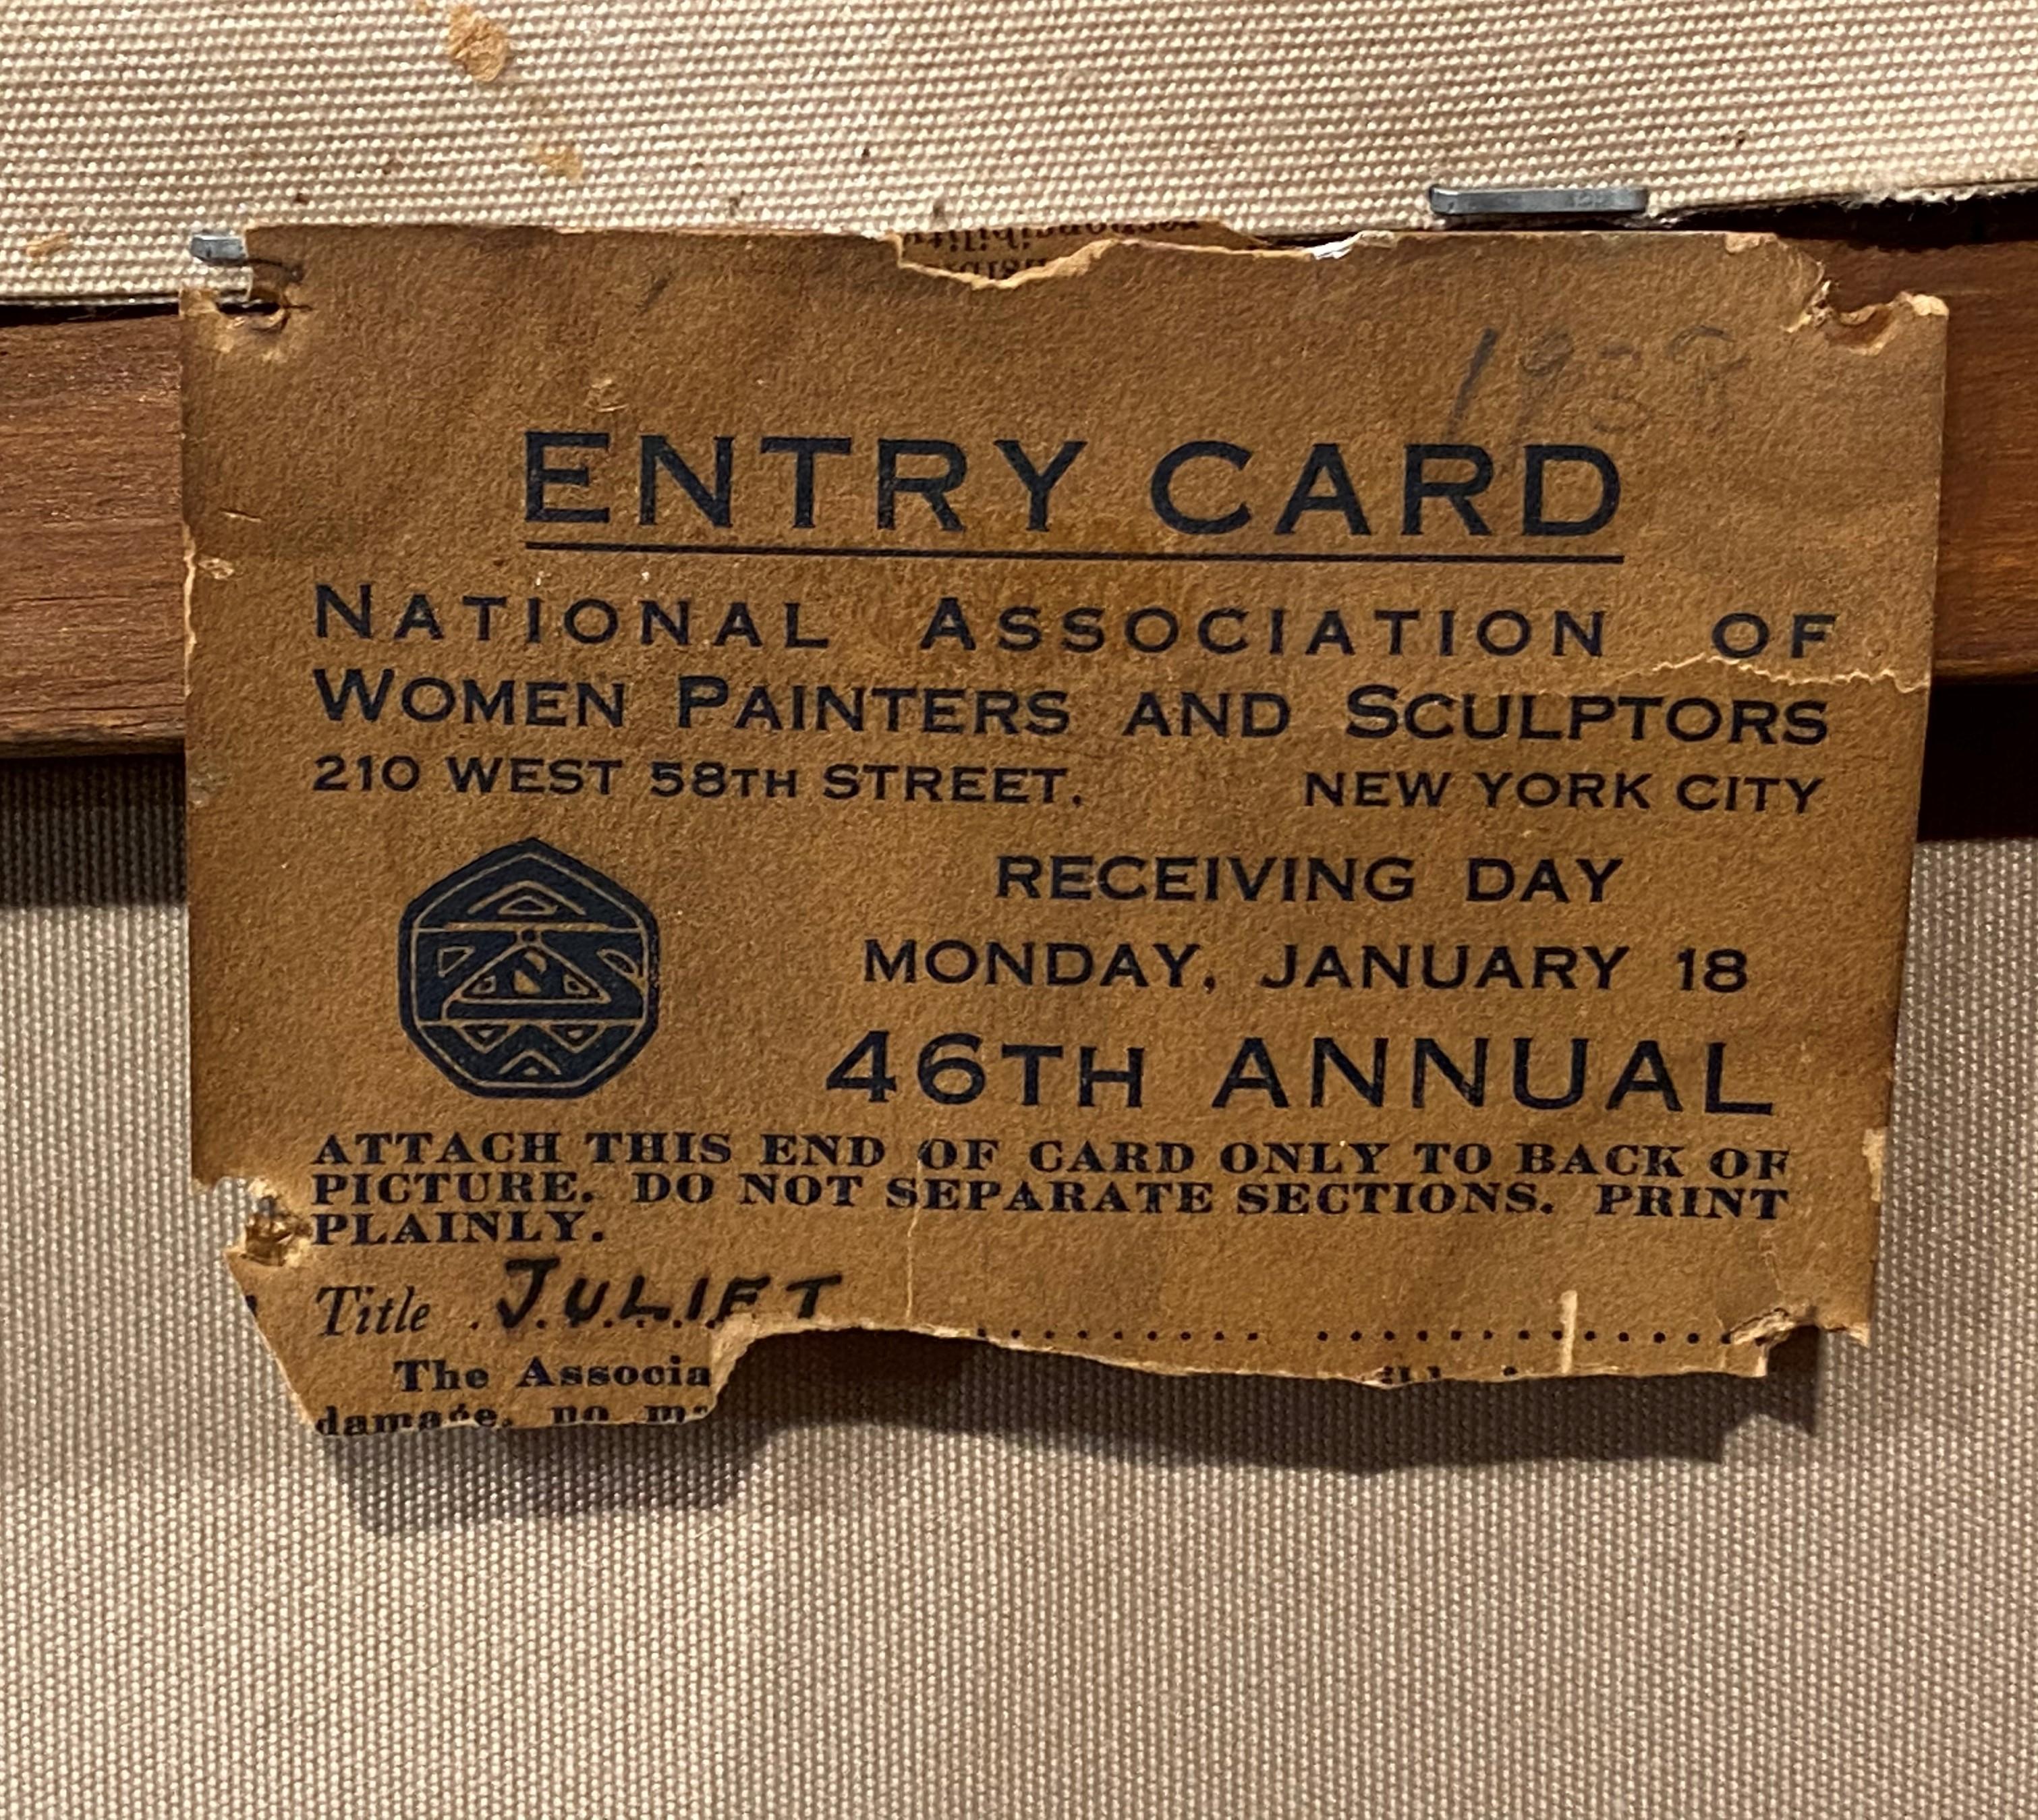 1938
ENTRY CARD
NATIONAL ASSOCIATION OF
WOMEN PAINTERS AND SCULPTORS
210 WEST 58TH STREET. NEW YORK CITY
RECEIVING DAY
MONDAY, JANUARY 18
N
46TH ANNUAL
ATTACH THIS END OF CARD ONLY TO BACK OF
PICTURE. DO NOT SEPARATE SECTIONS. PRINT
PLAINLY.
Title JULIET
The Associa
damage, no